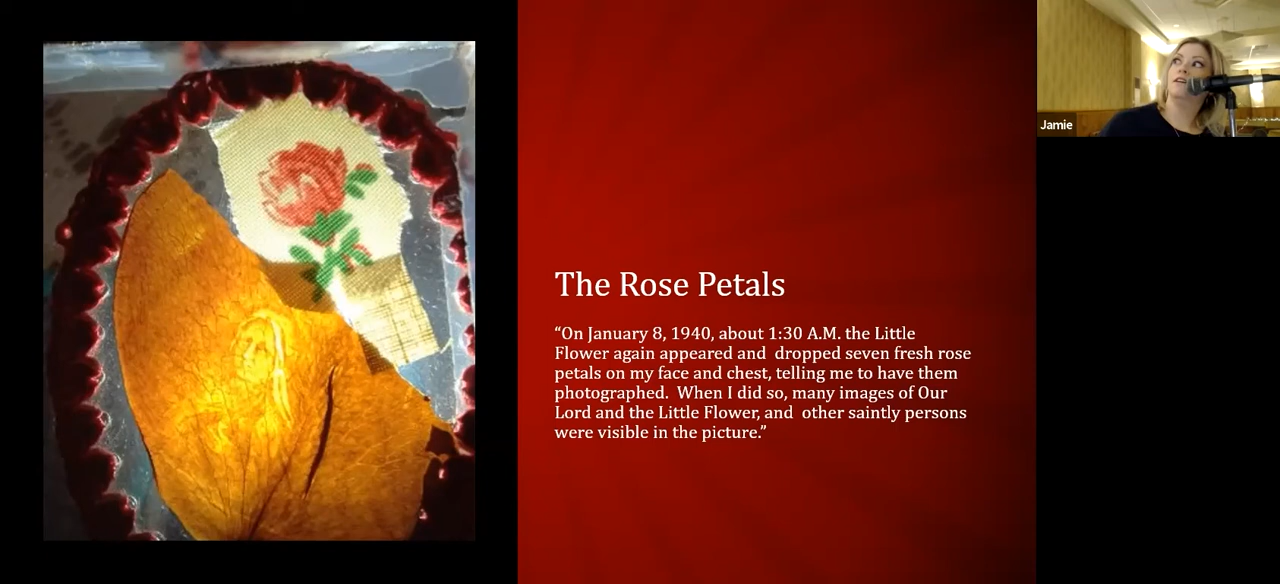 The Rose Petals
“On January 8, 1940, about 1:30 A.M. the Little
Flower again appeared and  dropped seven fresh rose
petals on my face and chest, telling me to have them
photographed.  When I did so, many images of Our
Lord and the Little Flower, and  other saintly persons
were visible in the picture.”
Jamie